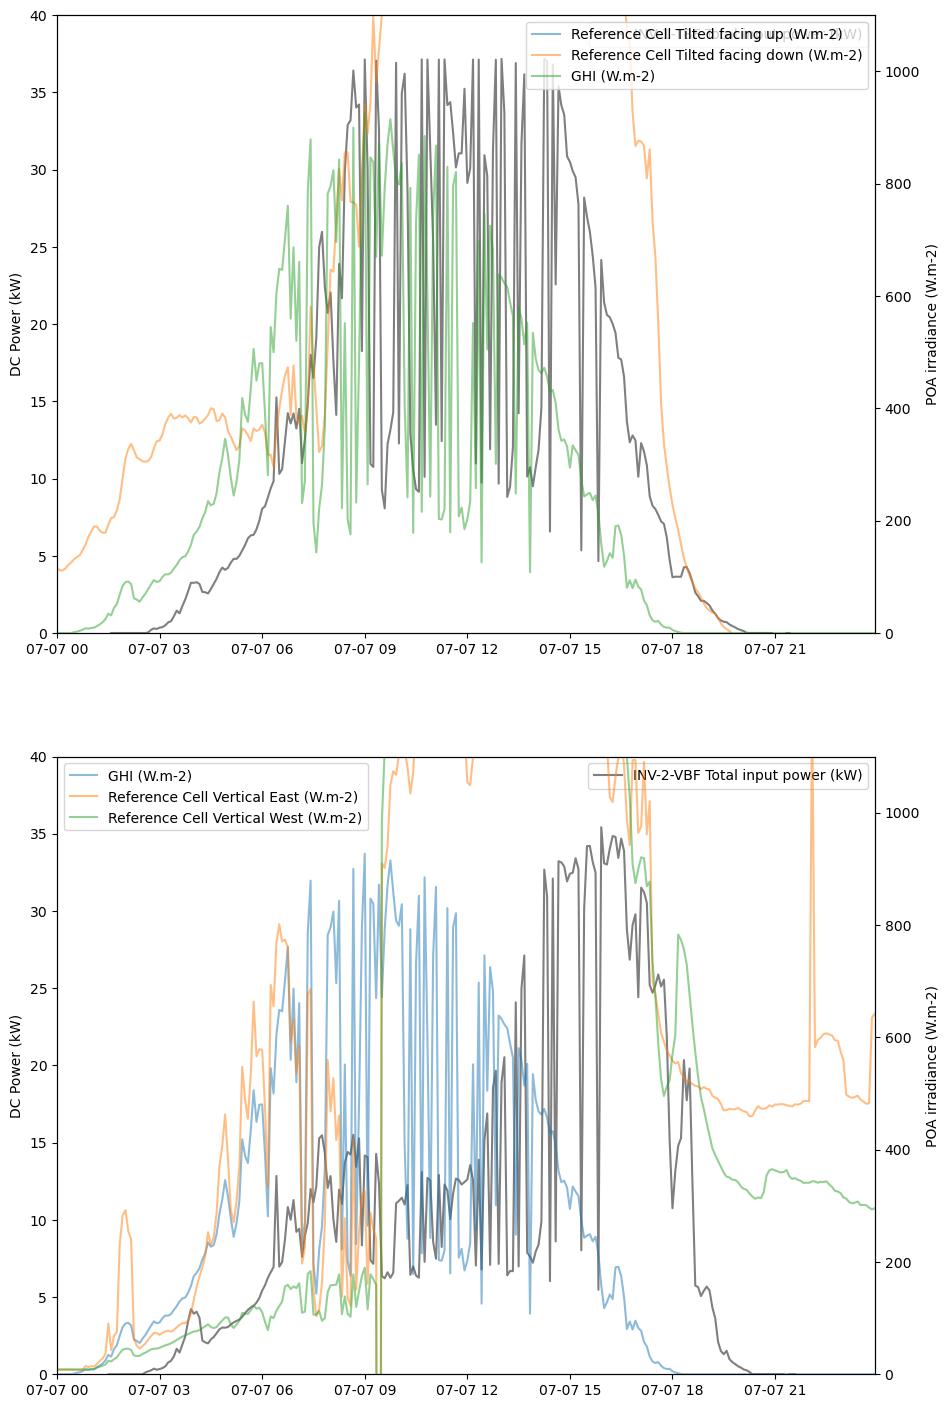 40
35
30
25
20
15
10
5
0
DC Power (kW)
Reference Cell Tilted facing up (W.m-2)
Reference Cell Tilted facing down (W.m-2)
GHI (W.m-2)
1000
800
600
400
200
0
POA irradiance (W.m-2)
07-07 00 07-07 03 07-07 06 07-07 09 07-07 12 07-07 15 07-07 18 07-07 21
40
35
30
25
20
15
10
5
0
DC Power (kW)
GHI (W.m-2)
Reference Cell Vertical East (W.m-2)
Reference Cell Vertical West (W.m-2)
INV-2-VBF Total input power (kW)
1000
800
600
400
200
0
POA irradiance (W.m-2)
07-07 00 07-07 03 07-07 06 07-07 09 07-07 12 07-07 15 07-07 18 07-07 21